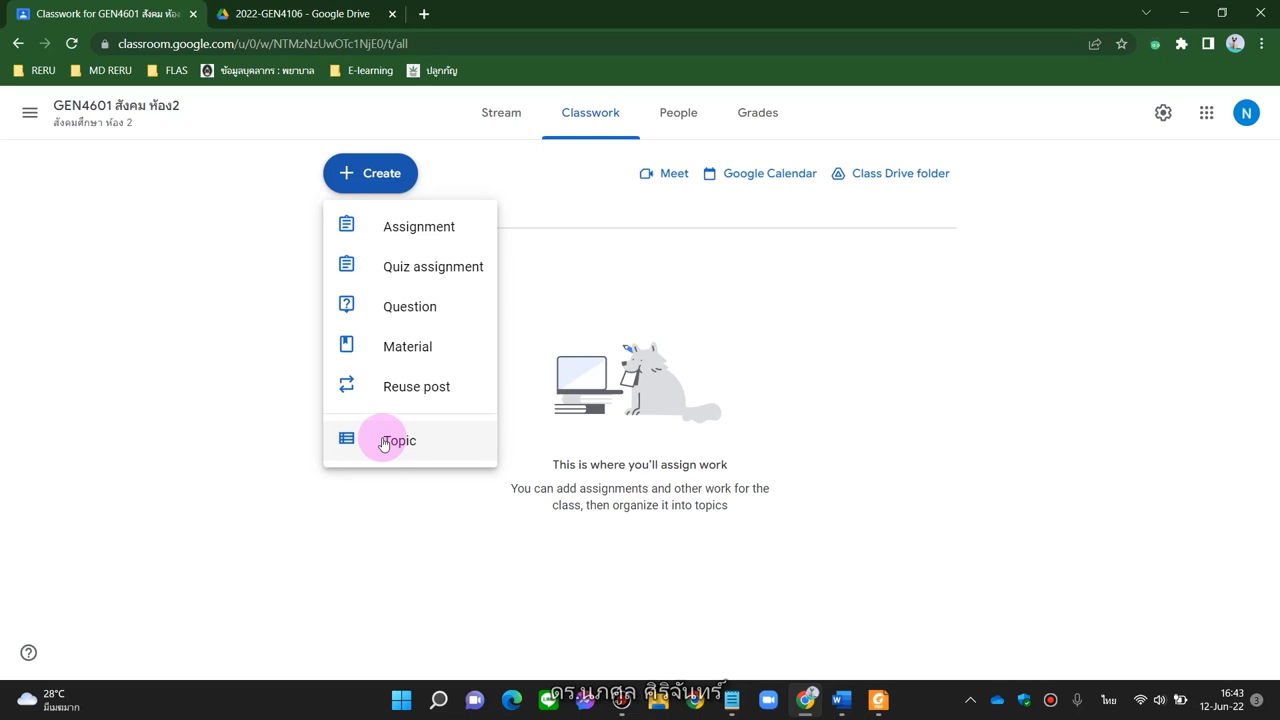 Classwork for GEN4601 สังคม ห้อง
2022-GEN4106 - Google Drive
classroom.google.com/u/0/w/NTMzNzUwOTc1NjE0/t/all
RERU
MD RERU
FLAS
ข้อมูลบุคลากร : พยาบาล
E-learning
ปลูกกัญ
GEN4601 สังคม ห้อง2
สังคมศึกษา ห้อง 2
Stream
Classwork
People
Grades
N
Create
Meet
Google Calendar
Class Drive folder
Assignment
Quiz assignment
Question
Material
Reuse post
Topic
This is where you'll assign work
You can add assignments and other work for the
class, then organize it into topics
28°C
มีเมฆมาก
ดร.นภศูล ศิริจันทร์
ไทย
16:43
12-Jun-22
3